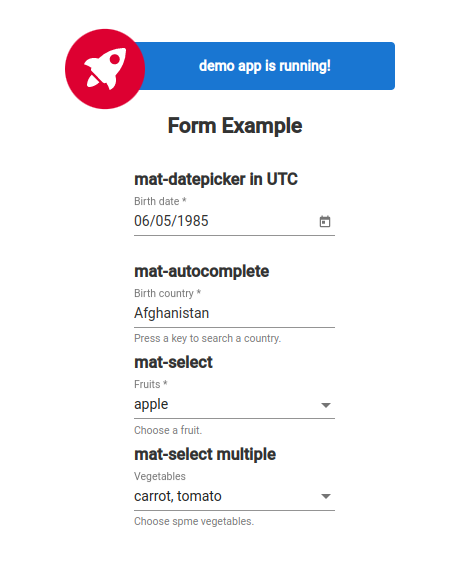 demo app is running!
Form Example
mat-datepicker in UTC
Birth date *
06/05/1985
mat-autocomplete
Birth country *
Afghanistan
Press a key to search a country.
mat-select
Fruits *
apple
Choose a fruit.
mat-select multiple
Vegetables
carrot, tomato
Choose spme vegetables.